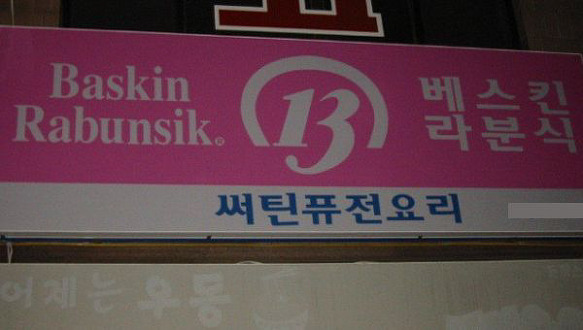 Baskin
Rabunsik
13
베스킨
라분식
써틴퓨전요리
어제는 우동